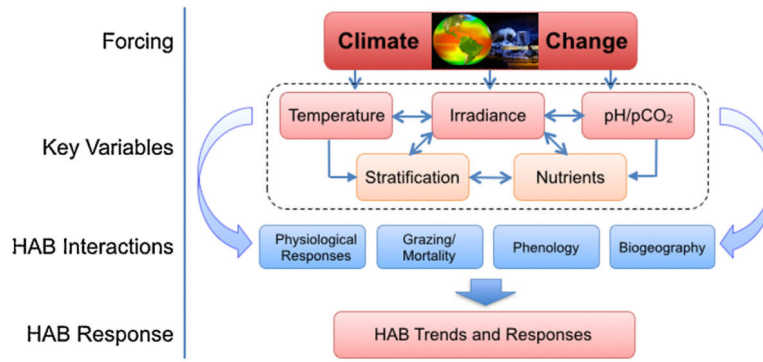 Forcing
Climate Change
Key Variables
Temperature
Irradiance
pH/pCO₂
Stratification
Nutrients
HAB Interactions
Physiological
Responses
Grazing/
Mortality
Phenology
Biogeography
HAB Response
HAB Trends and Responses